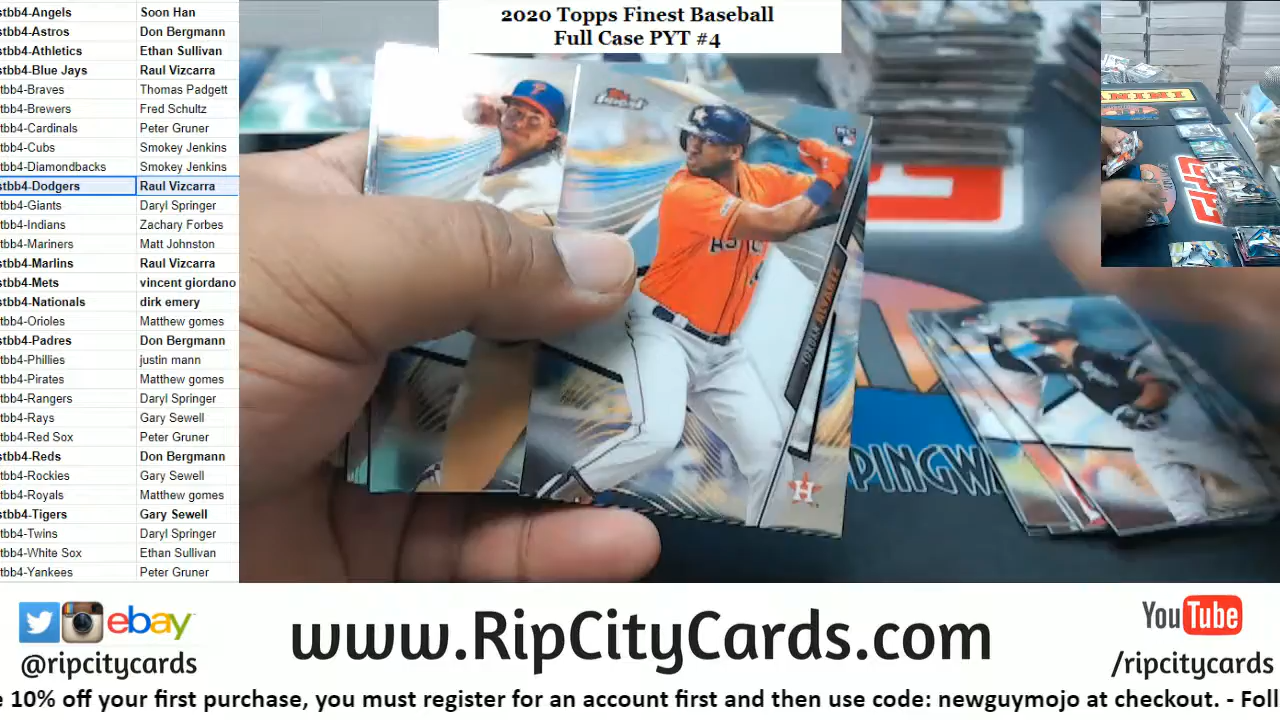 2020 Topps Finest Baseball
Full Case PYT #4
stbb4-Angels Soon Han
stbb4-Astros Don Bergmann
stbb4-Athletics Ethan Sullivan
stbb4-Blue Jays Raul Vizcarra
tbb4-Braves Thomas Padgett
tbb4-Brewers Fred Schultz
tbb4-Cardinals Peter Gruner
tbb4-Cubs Smokey Jenkins
tbb4-Diamondbacks Smokey Jenkins
stbb4-Dodgers Raul Vizcarra
tbb4-Giants Daryl Springer
tbb4-Indians Zachary Forbes
tbb4-Mariners Matt Johnston
stbb4-Marlins Raul Vizcarra
stbb4-Mets vincent giordano
stbb4-Nationals dirk emery
tbb4-Orioles Matthew gomes
stbb4-Padres Don Bergmann
tbb4-Phillies justin mann
tbb4-Pirates Matthew gomes
tbb4-Rangers Daryl Springer
tbb4-Rays Gary Sewell
tbb4-Red Sox Peter Gruner
stbb4-Reds Don Bergmann
tbb4-Rockies Gary Sewell
tbb4-Royals Matthew gomes
stbb4-Tigers Gary Sewell
tbb4-Twins Daryl Springer
tbb4-White Sox Ethan Sullivan
tbb4-Yankees Peter Gruner
Topps
finest
YORDAN ALVAREZ
H
P
PINGW
PANINI
ebay
@ripcitycards
www.RipCityCards.com
YouTube
/ripcitycards
e 10% off your first purchase, you must register for an account first and then use code: newguymojo at checkout. - Foll